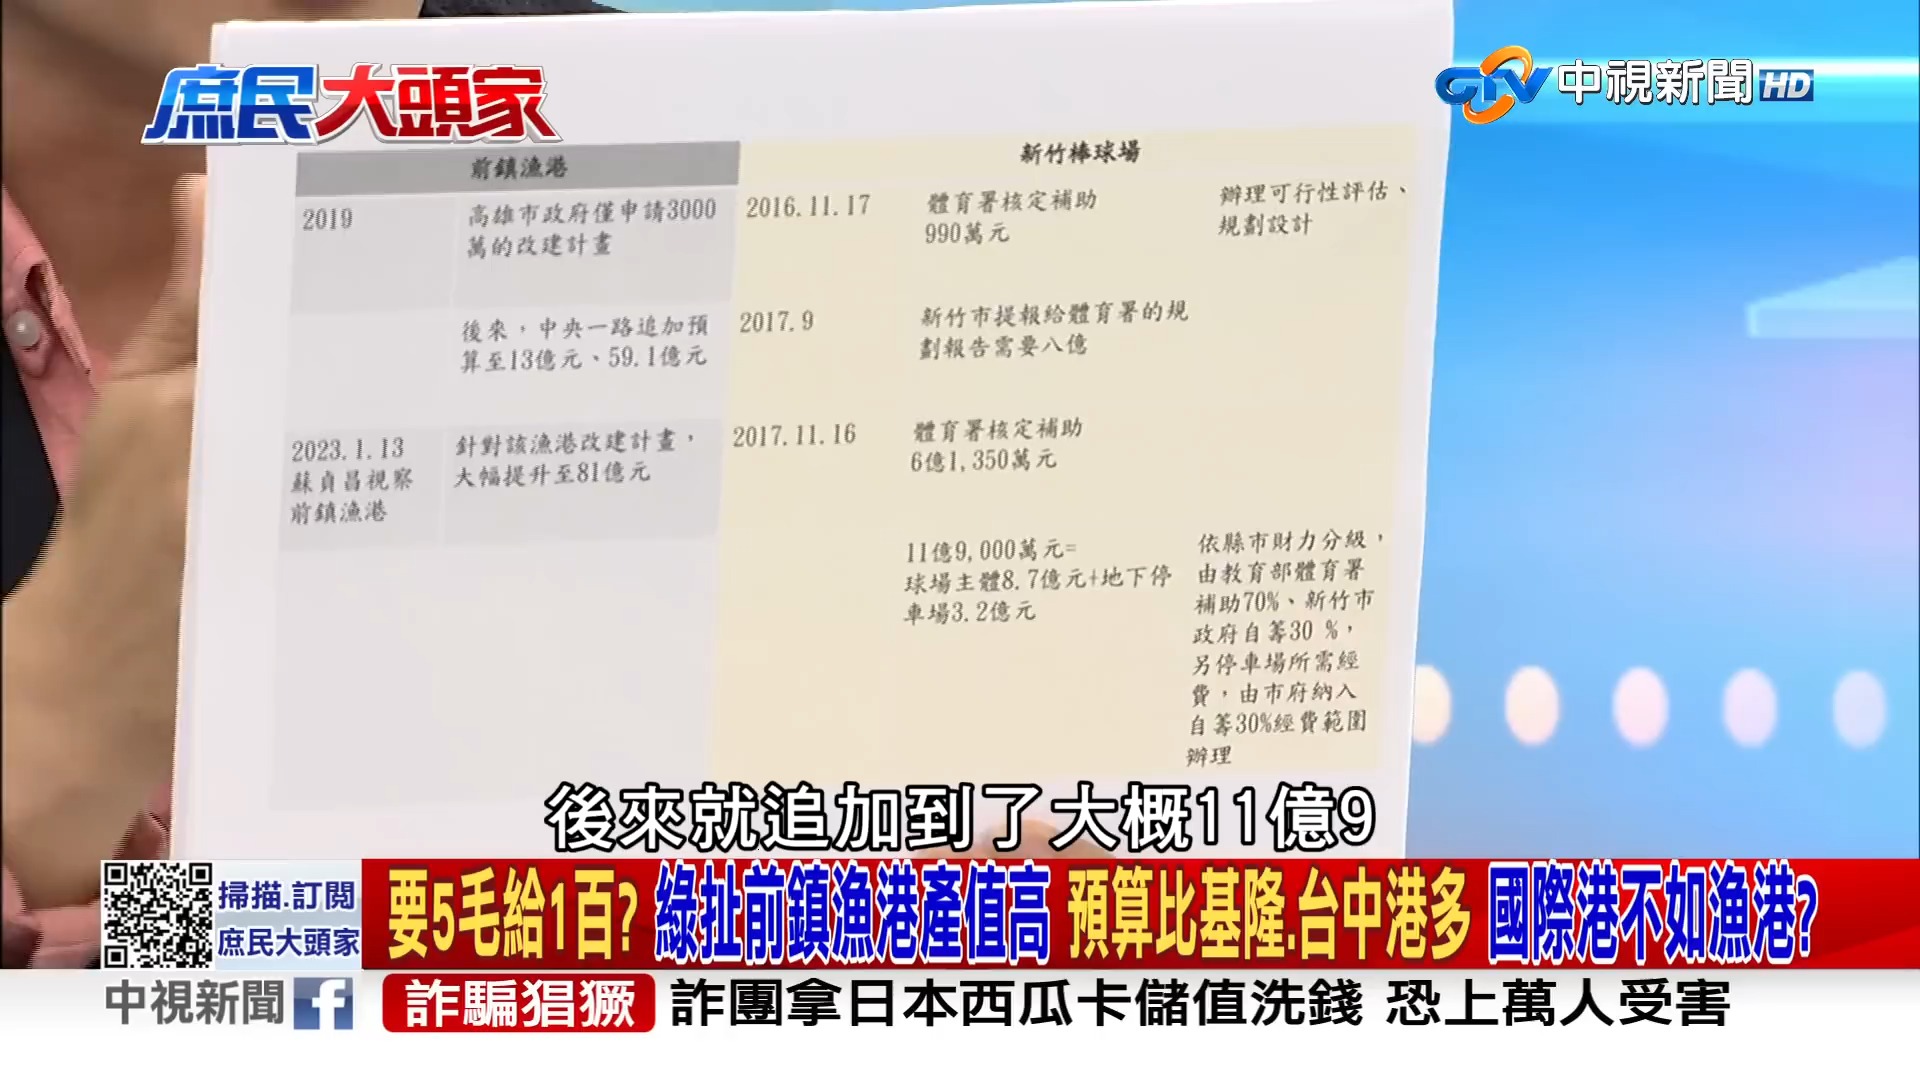 庶民大頭家
CTV中視新聞HD
前鎮漁港
2019
高雄市政府僅申請3000
萬的改建計畫
後來，中央一路追加預
算至13億元、59.1億元
2023.1.13
蘇貞昌視察
前鎮漁港
針對該漁港改建計畫，
大幅提升至81億元
新竹棒球場
2016.11.17
體育署核定補助
990萬元
辦理可行性評估、
規劃設計
2017.9
新竹市提報給體育署的規
劃報告需要八億
2017.11.16
體育署核定補助
6億1,350萬元
11億9,000萬元=
球場主體8.7億元+地下停
車場3.2億元
依縣市財力分級，
由教育部體育署
補助70%、新竹市
政府自籌30 %，
另停車場所需經
費，由市府納入
自籌30%經費範圍
辦理
後來就追加到了大概11億9
掃描.訂閱
庶民大頭家
要5毛給1百? 綠扯前鎮漁港產值高 預算比基隆.台中港多 國際港不如漁港?
中視新聞 f
詐騙猖獗 詐團拿日本西瓜卡儲值洗錢 恐上萬人受害